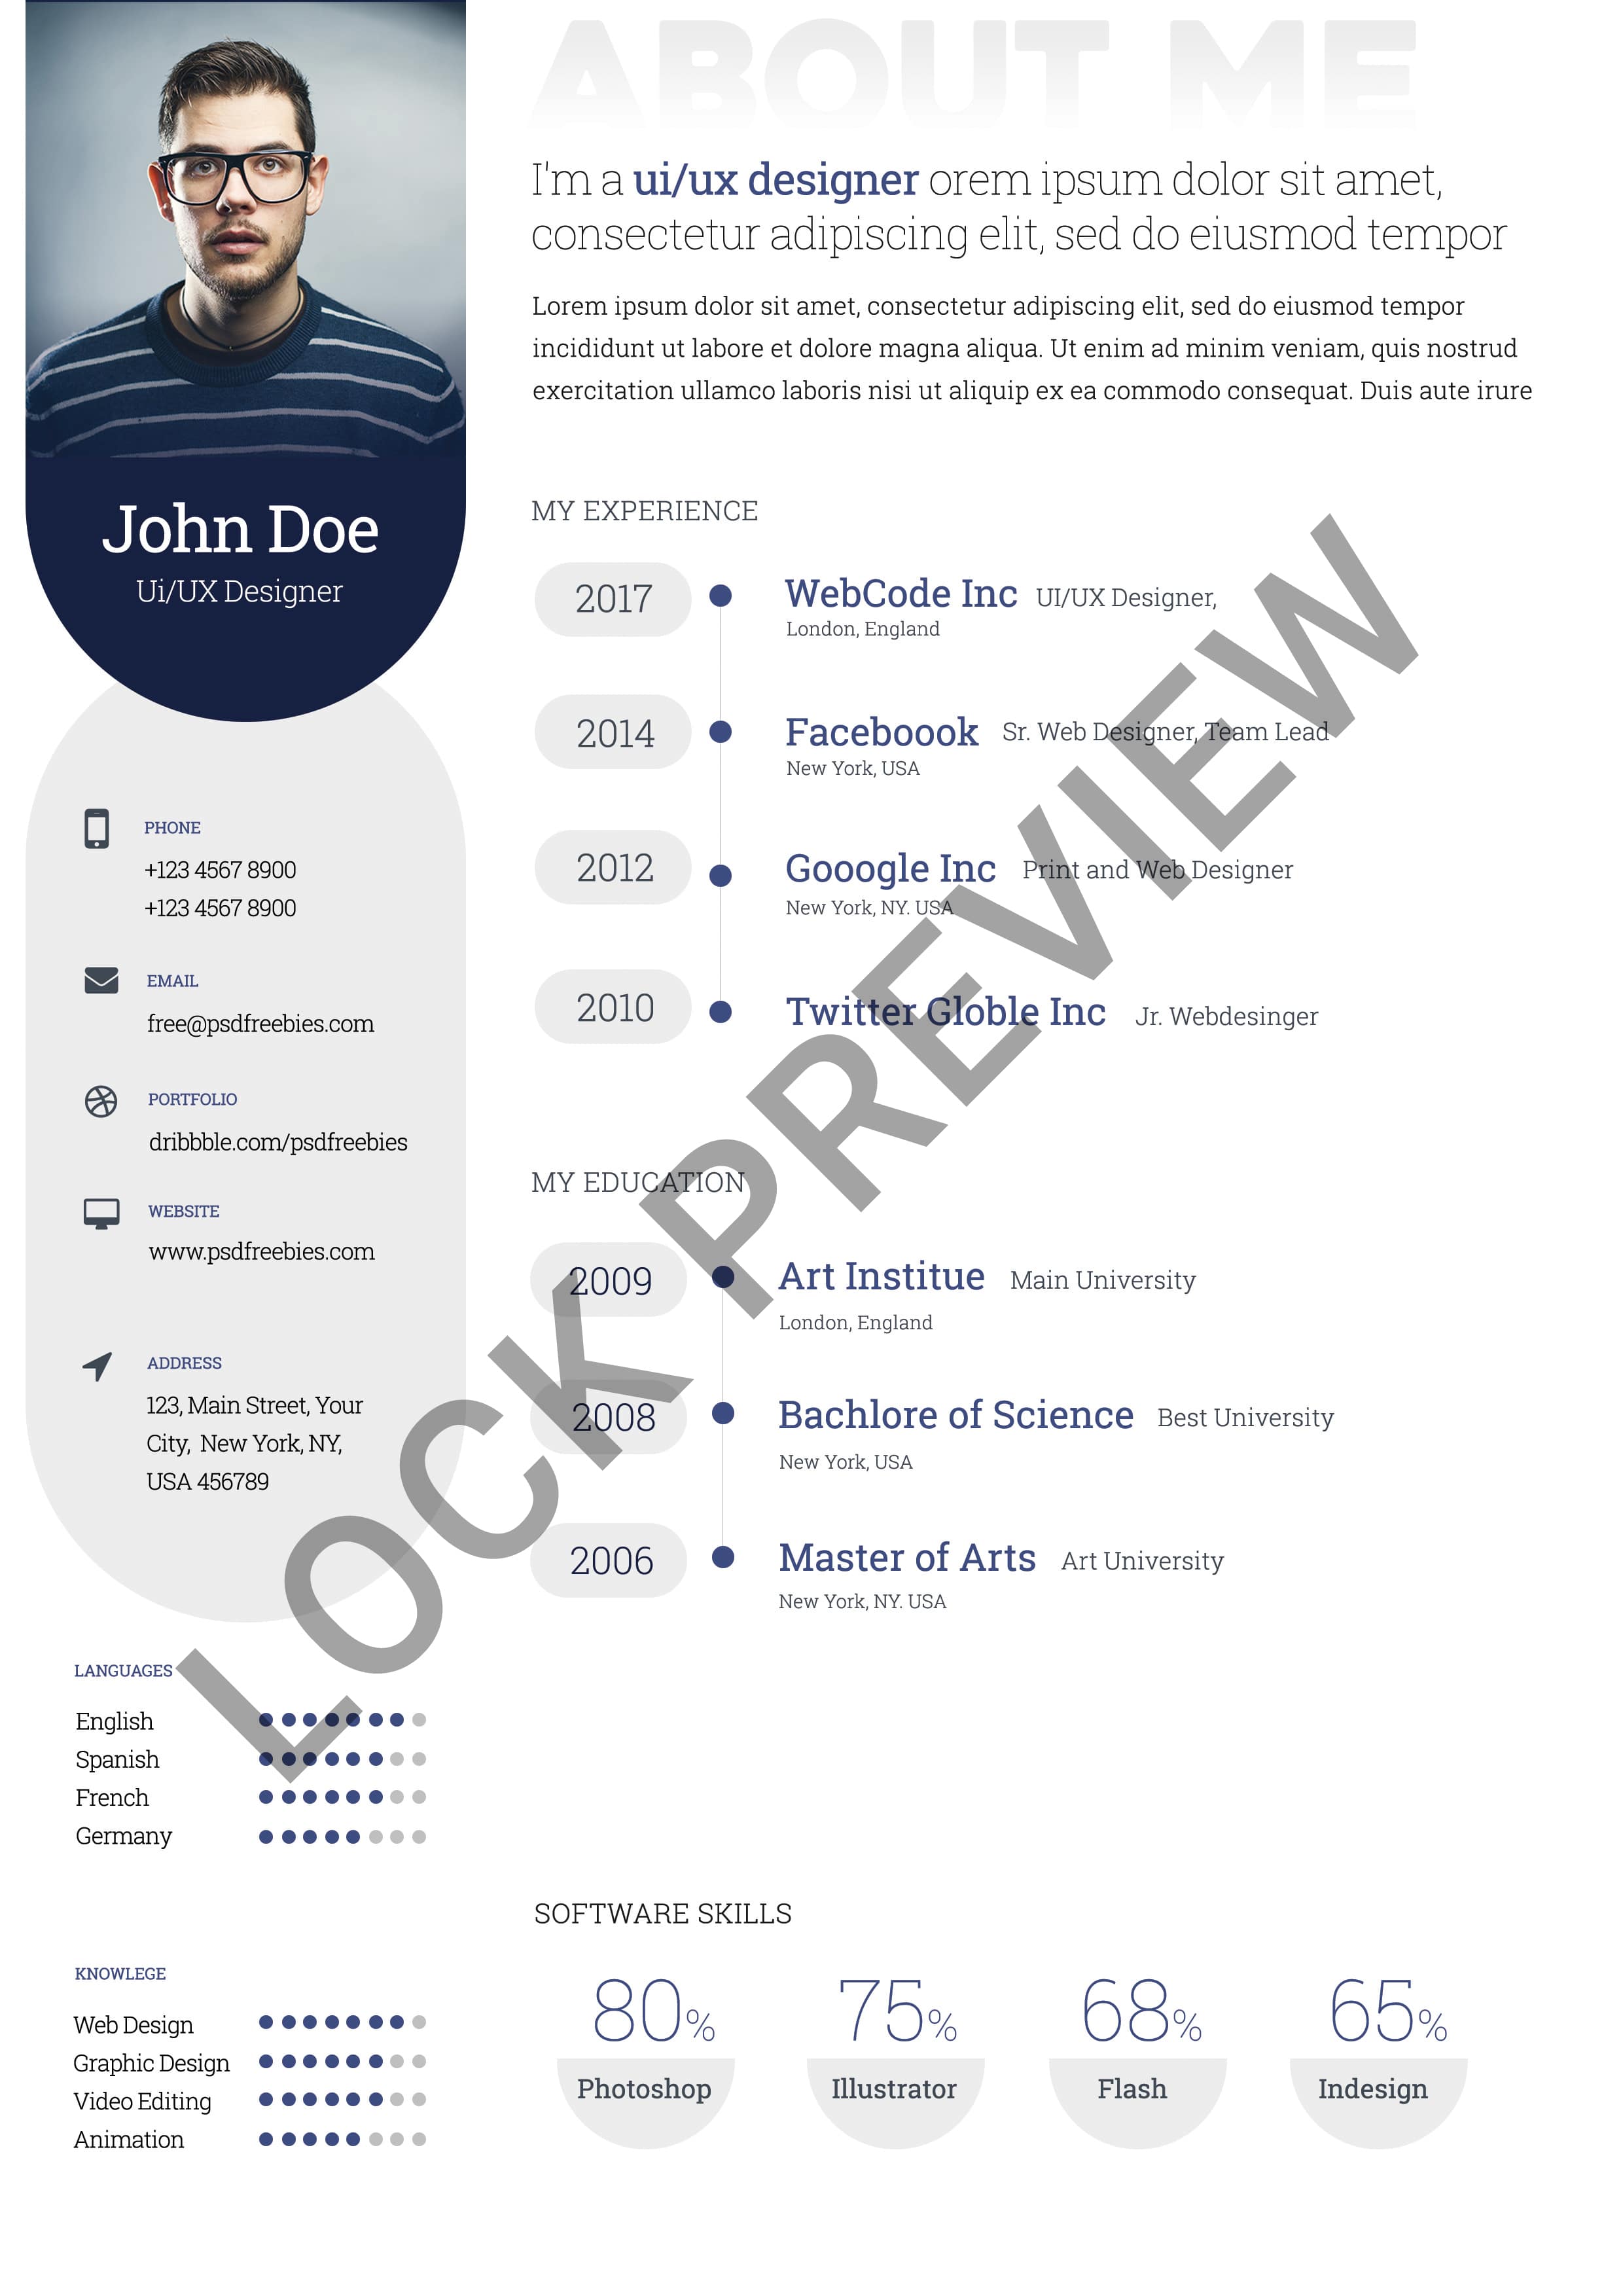 ABOUT ME
I'm a ui/ux designer orem ipsum dolor sit amet,
consectetur adipiscing elit, sed do eiusmod tempor
Lorem ipsum dolor sit amet, consectetur adipiscing elit, sed do eiusmod tempor
incididunt ut labore et dolore magna aliqua. Ut enim ad minim veniam, quis nostrud
exercitation ullamco laboris nisi ut aliquip ex ea commodo consequat. Duis aute irure
John Doe
Ui/UX Designer
PHONE
+123 4567 8900
+123 4567 8900
EMAIL
free@psdfreebies.com
PORTFOLIO
dribbble.com/psdfreebies
WEBSITE
www.psdfreebies.com
ADDRESS
123, Main Street, Your
City,  New York, NY,
USA 456789
LANGUAGES
English
Spanish
French
Germany
KNOWLEGE
Web Design
Graphic Design
Video Editing
Animation
MY EXPERIENCE
2017 WebCode Inc UI/UX Designer,
London, England
2014 Faceboook Sr. Web Designer, Team Lead
New York, USA
2012 Gooogle Inc Print and Web Designer
New York, NY. USA
2010 Twitter Globle Inc Jr. Webdesinger
MY EDUCATION
2009 Art Institue Main University
London, England
2008 Bachlore of Science Best University
New York, USA
2006 Master of Arts Art University
New York, NY. USA
SOFTWARE SKILLS
80% 75% 68% 65%
Photoshop Illustrator Flash Indesign
LOCK PREVIEW